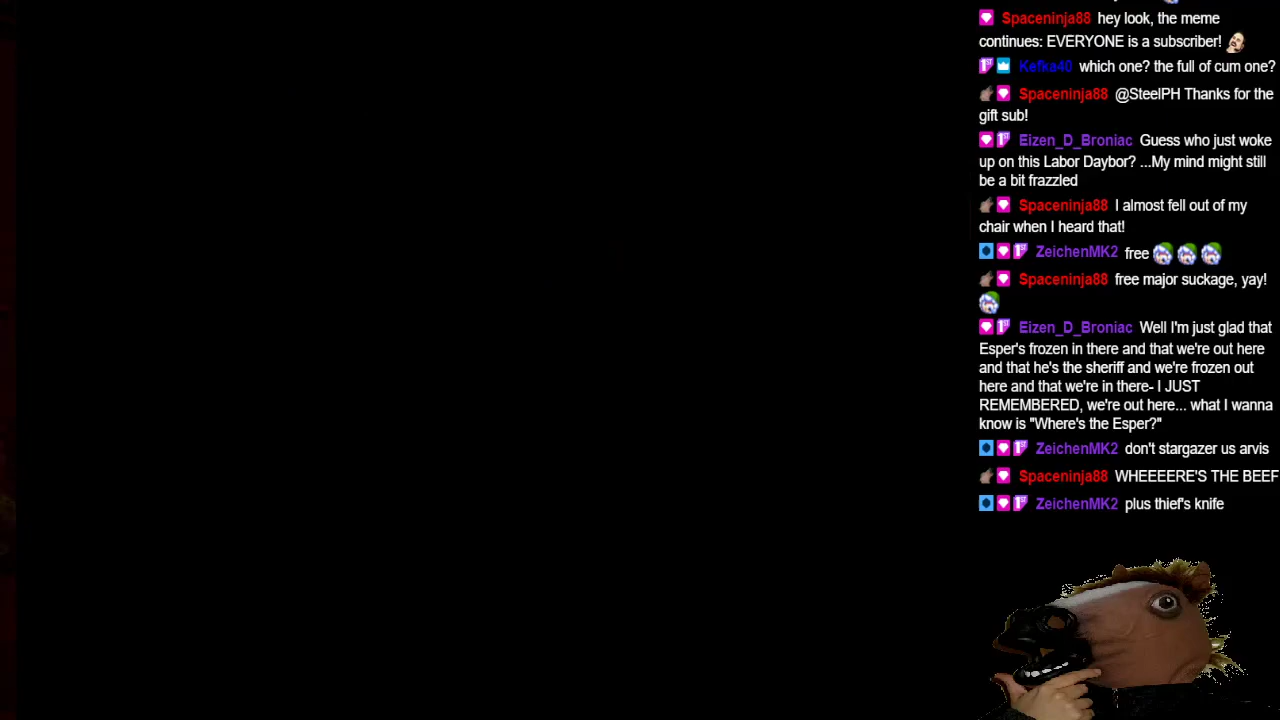 Spaceninja88 hey look, the meme
continues: EVERYONE is a subscriber!
Kefka40 which one? the full of cum one?
Spaceninja88 @SteelPH Thanks for the
gift sub!
Eizen_D_Broniac Guess who just woke
up on this Labor Daybor? ...My mind might still
be a bit frazzled
Spaceninja88 I almost fell out of my
chair when I heard that!
ZeichenMK2 free
Spaceninja88 free major suckage, yay!
Eizen_D_Broniac Well I'm just glad that
Esper's frozen in there and that we're out here
and that he's the sheriff and we're frozen out
here and that we're in there- I JUST
REMEMBERED, we're out here... what I wanna
know is "Where's the Esper?"
ZeichenMK2 don't stargazer us arvis
Spaceninja88 WHEEEERE'S THE BEEF
ZeichenMK2 plus thief's knife